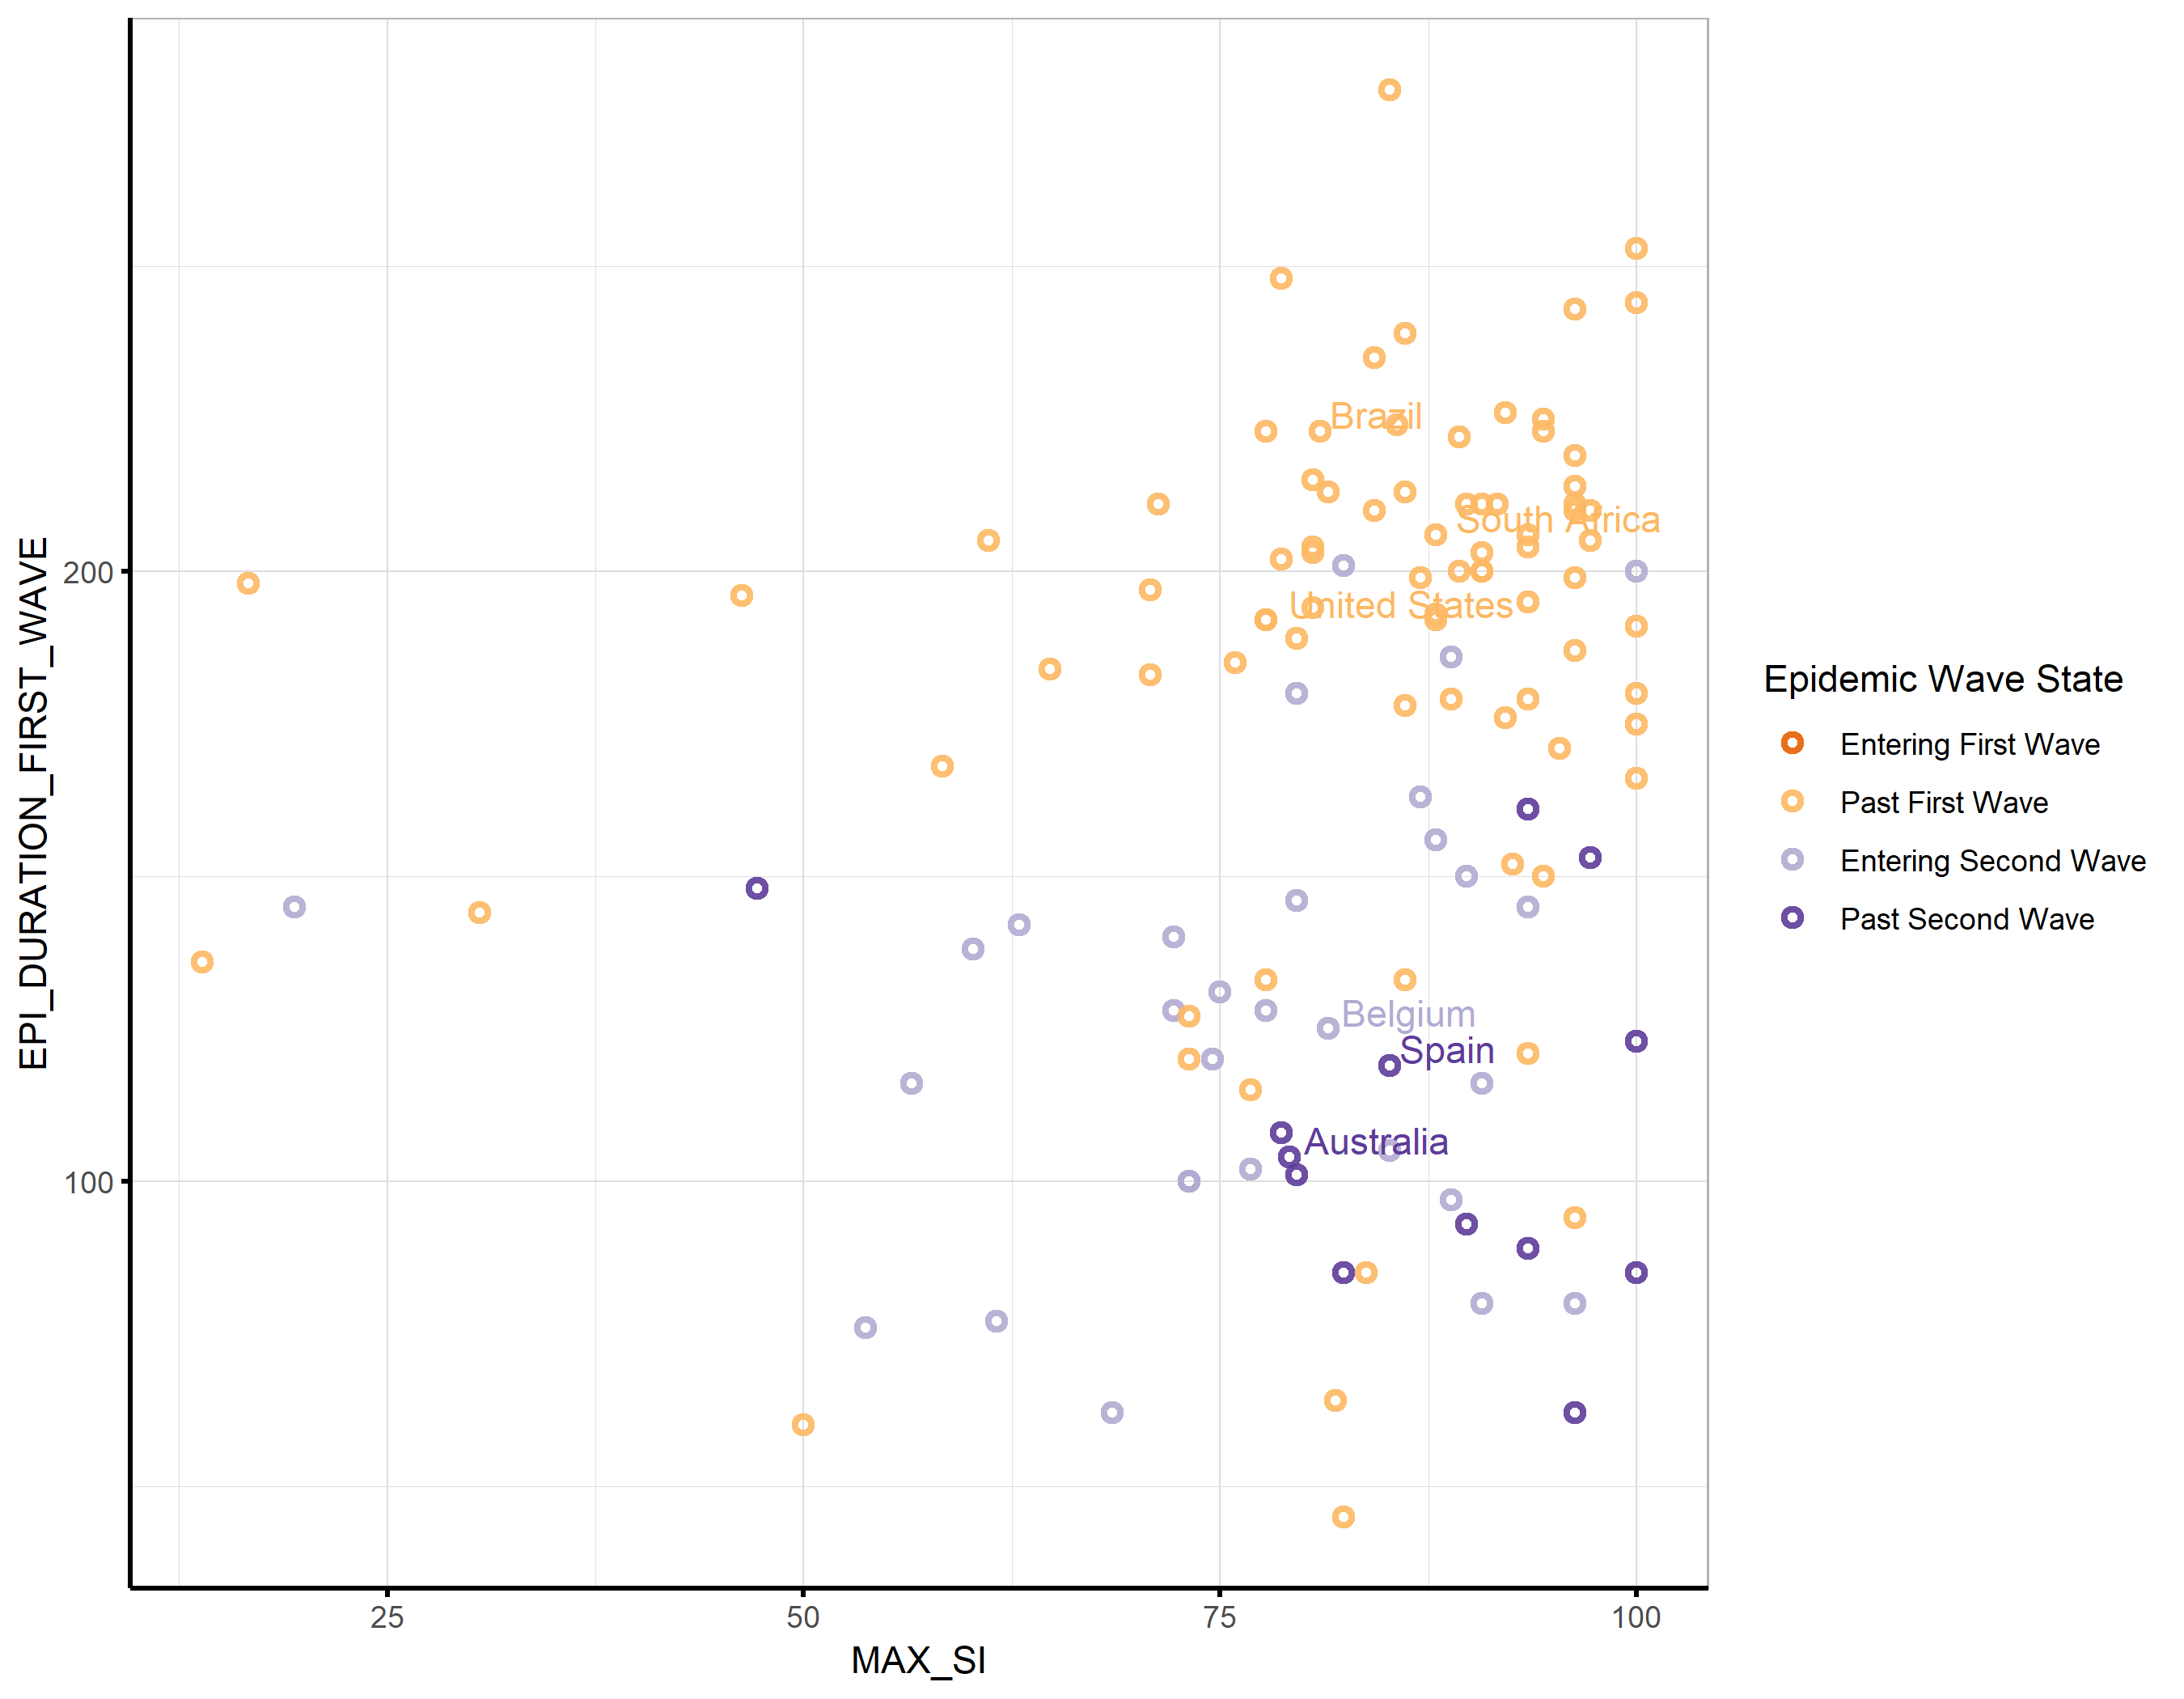 EPI_DURATION_FIRST_WAVE
200
100
Brazil
South Africa
United States
Belgium
Spain
Australia
25
50
75
100
MAX_SI
Epidemic Wave State
Entering First Wave
Past First Wave
Entering Second Wave
Past Second Wave